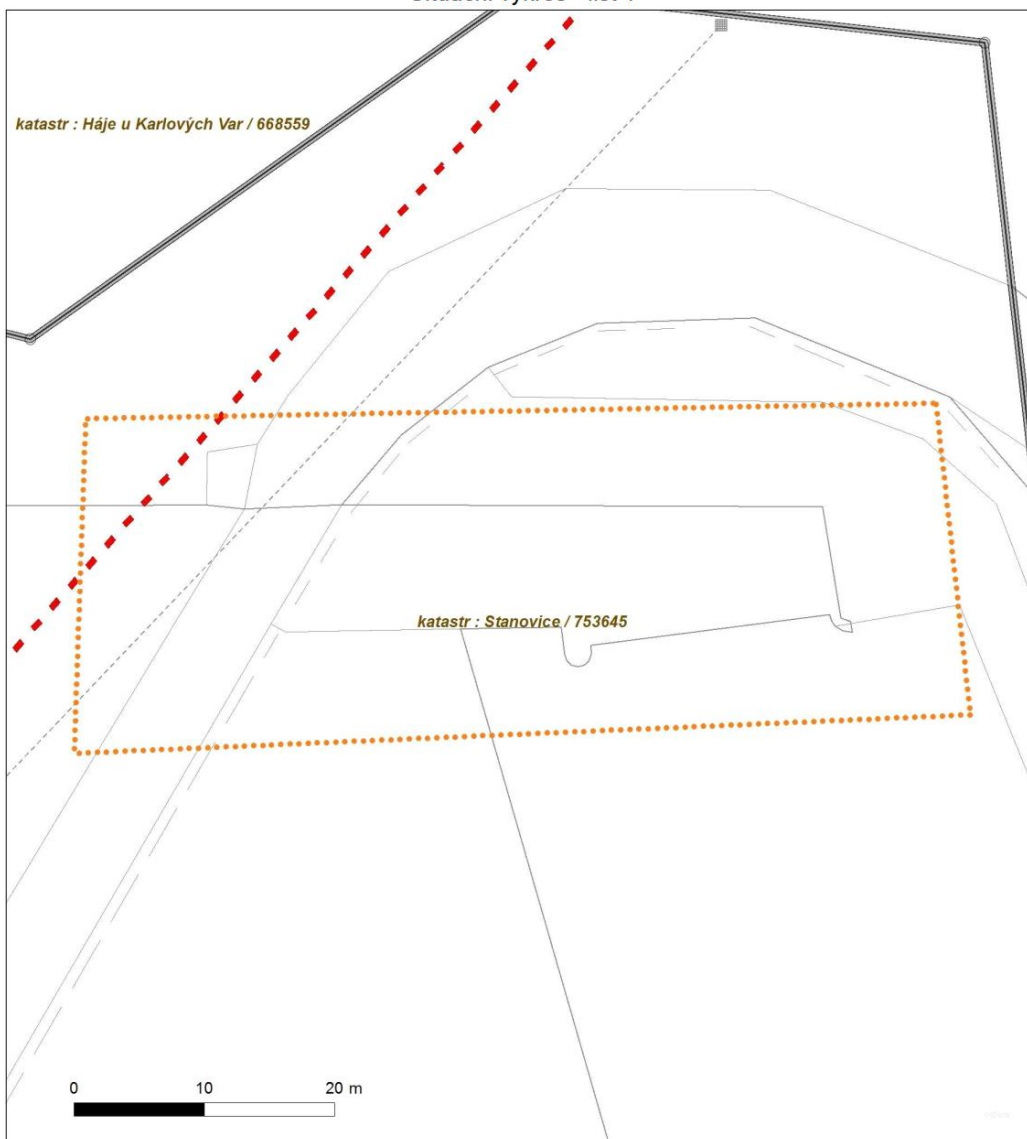 katastr : Háje u Karlových Var / 668559
katastr : Stanovice / 753645
0 10 20 m